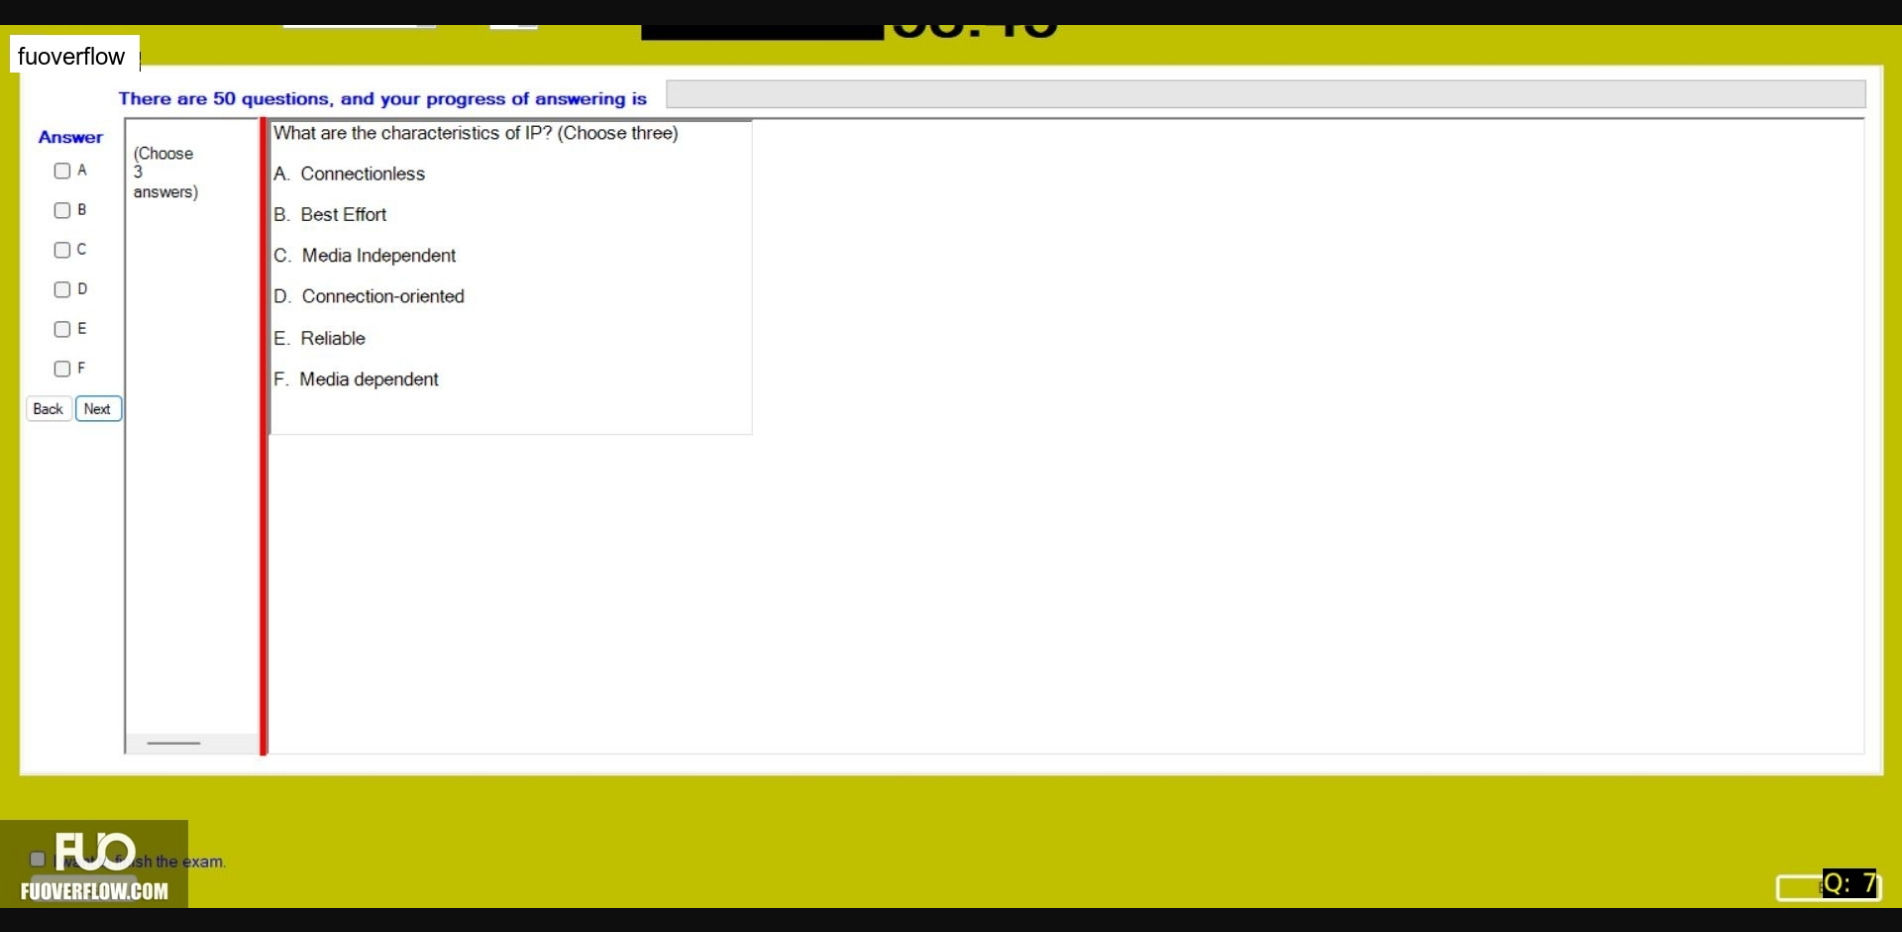 fuoverflow
There are 50 questions, and your progress of answering is
Answer
A
B
C
D
E
F
Back Next
(Choose
3
answers)
What are the characteristics of IP? (Choose three)
A. Connectionless
B. Best Effort
C. Media Independent
D. Connection-oriented
E. Reliable
F. Media dependent
FUO
sh the exam.
FUOVERFLOW.COM
Q: 7